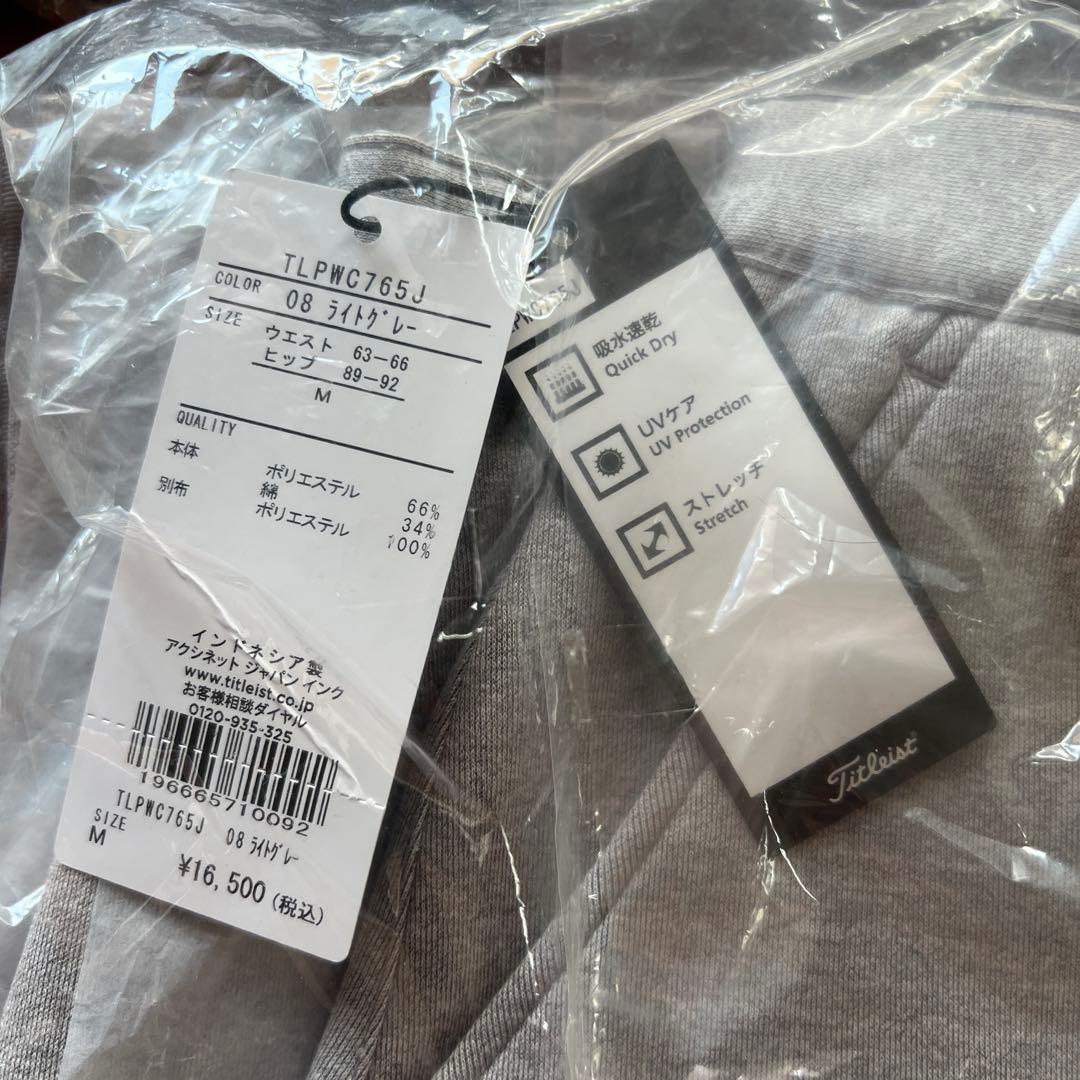 TLPWC765J
COLOR 08 ﾗｲﾄｸﾞﾚｰ
SIZE ウエスト 63−66
ヒップ 89−92
M
QUALITY
本体 ポリエステル 66%
綿 34%
別布 ポリエステル 100%
インドネシア製
アクシネット ジャパン インク
www.titleist.co.jp
お客様相談ダイヤル
0120-935-325
196665710092
TLPWC765J 08 ﾗｲﾄｸﾞﾚｰ
SIZE
M
¥16,500 (税込)
吸水速乾
Quick Dry
UVケア
UV Protection
ストレッチ
Stretch
Titleist